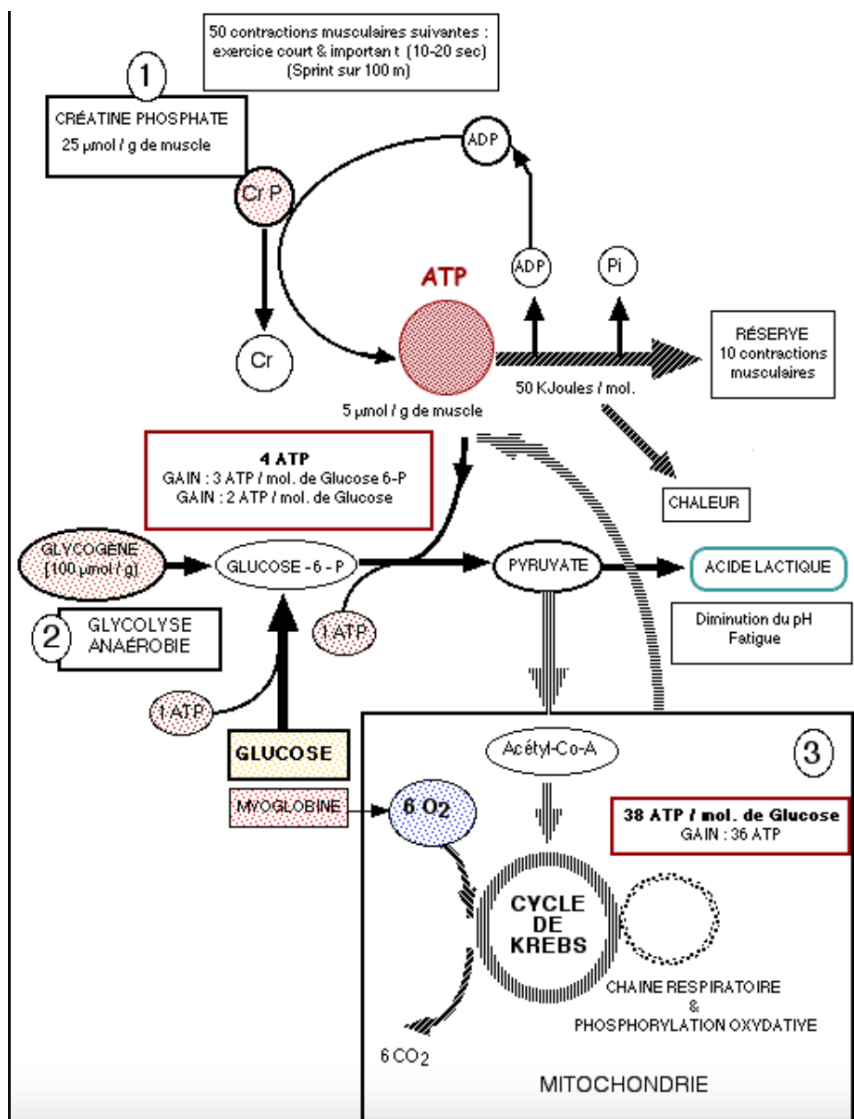 50 contractions musculaires suivantes :
exercice court & important (10-20 sec)
(Sprint sur 100 m)
1
CRÉATINE PHOSPHATE
25 µmol / g de muscle
ADP
Cr P
ADP
Pi
ATP
Cr
RÉSERVE
10 contractions
musculaires
50 KJoules / mol.
5 µmol / g de muscle
4 ATP
GAIN : 3 ATP / mol. de Glucose 6-P
GAIN : 2 ATP / mol. de Glucose
CHALEUR
GLYCOGÈNE
[100 µmol / g)
GLUCOSE - 6 - P
PYRUVATE
ACIDE LACTIQUE
2
GLYCOLYSE
ANAÉROBIE
1 ATP
Diminution du pH
Fatigue
1 ATP
GLUCOSE
Acétyl-Co-A
3
MYOGLOBINE
6 O2
38 ATP / mol. de Glucose
GAIN : 36 ATP
CYCLE
DE
KREBS
CHAINE RESPIRATOIRE
&
PHOSPHORYLATION OXYDATIVE
6 CO2
MITOCHONDRIE